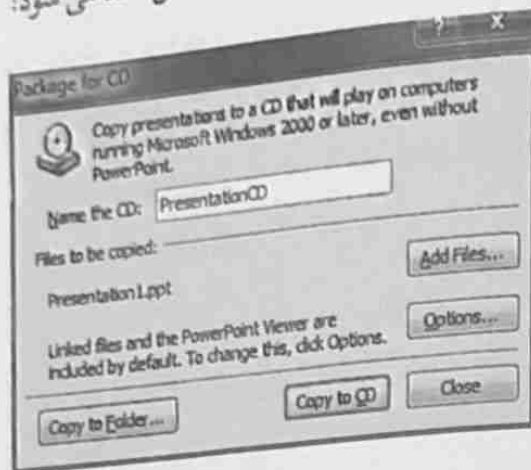 شود:
Package for CD
Copy presentations to a CD that will play on computers
running Microsoft Windows 2000 or later, even without
PowerPoint.
Name the CD: PresentationCD
Files to be copied:
Presentation1.ppt
Add Files...
Linked files and the PowerPoint Viewer are
included by default. To change this, click Options.
Options...
Copy to Folder... Copy to CD Close